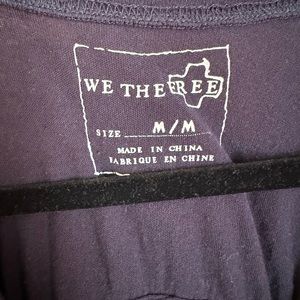 WE THE FREE
SIZE M/M
MADE IN CHINA
FABRIQUE EN CHINE